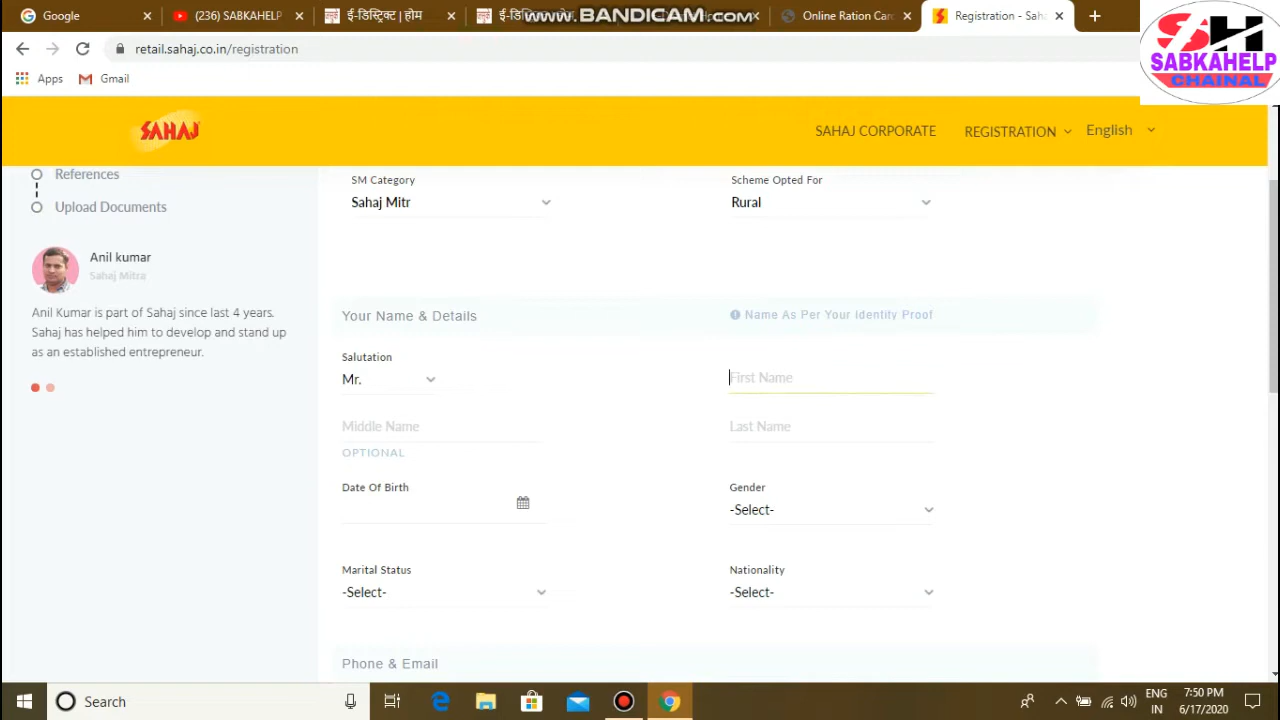 Google
(236) SABKAHELP
ई-डिस्ट्रिक्ट | होम
ई-डि
WWW.BANDICAM.COM
Online Ration Card
Registration - Saha
retail.sahaj.co.in/registration
Apps
Gmail
SH
SABKAHELP
CHAINAL
SAHAJ
SAHAJ CORPORATE
REGISTRATION
English
References
Upload Documents
SM Category
Scheme Opted For
Sahaj Mitr
Rural
Anil kumar
Sahaj Mitra
Anil Kumar is part of Sahaj since last 4 years.
Sahaj has helped him to develop and stand up
as an established entrepreneur.
Your Name & Details
Name As Per Your Identity Proof
Salutation
Mr.
First Name
Middle Name
Last Name
OPTIONAL
Date Of Birth
Gender
-Select-
Marital Status
Nationality
-Select-
-Select-
Phone & Email
Search
ENG
IN
7:50 PM
6/17/2020